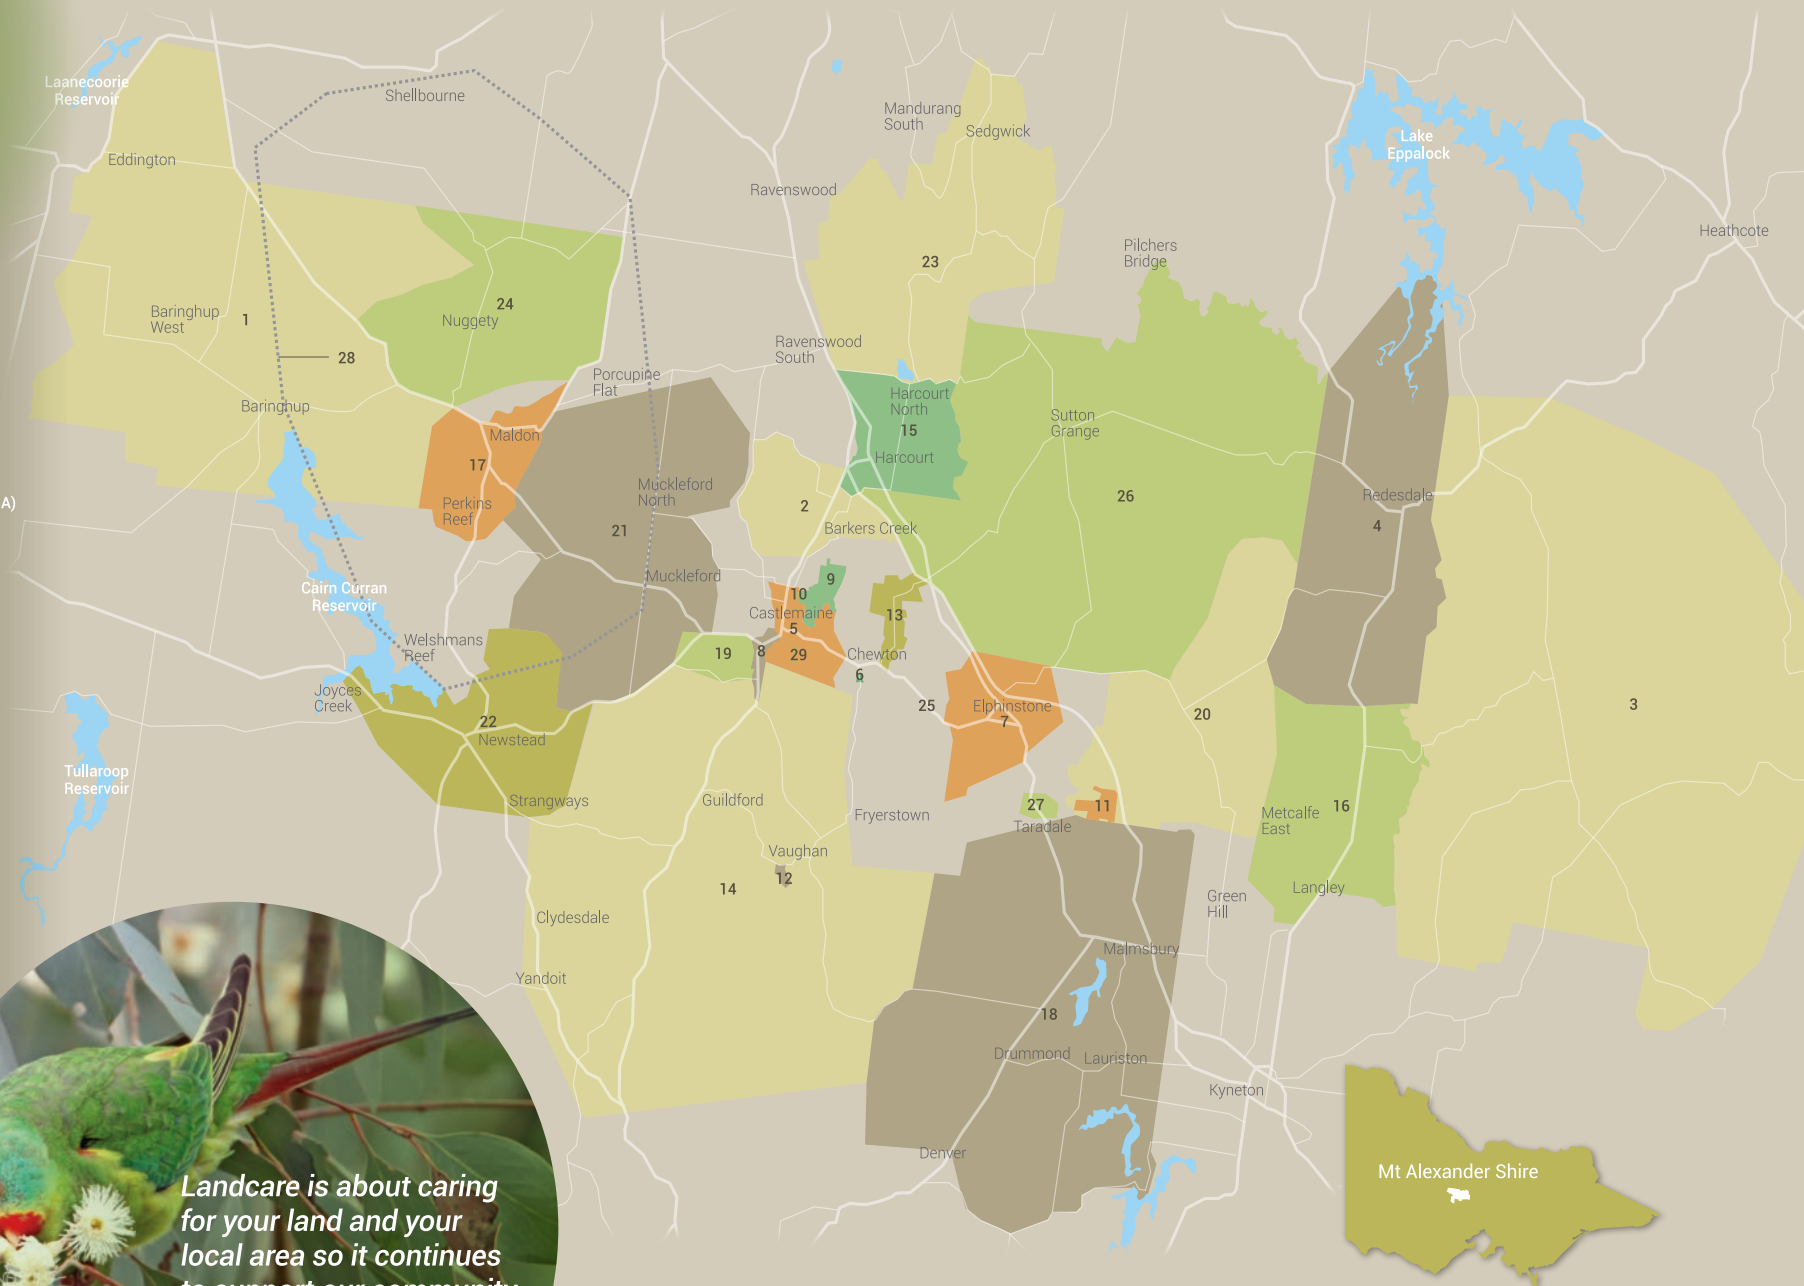 Laanecoorie
Reservoir
Shellbourne
Mandurang
South
Sedgwick
Lake
Eppalock
Eddington
Ravenswood
Heathcote
Pilchers
Bridge
23
24
Nuggety
Baringhup
West
1
28
Ravenswood
South
Porcupine
Flat
Baringhup
Harcourt
North
15
Harcourt
Sutton
Grange
Maldon
17
Perkins
Reef
Muckleford
North
21
2
Barkers Creek
26
Redesdale
4
A)
Muckleford
Cairn Curran
Reservoir
10
9
Castlemaine
5
13
Welshmans
Reef
19
8
29
Chewton
6
Joyces
Creek
22
Newstead
25
Elphinstone
7
20
3
Tullaroop
Reservoir
Strangways
Guildford
Fryerstown
27
Taradale
11
Metcalfe
East
16
Vaughan
12
14
Langley
Green
Hill
Clydesdale
Malmsbury
Yandoit
18
Drummond
Lauriston
Kyneton
Denver
Mt Alexander Shire
Landcare is about caring
for your land and your
local area so it continues
to support our community